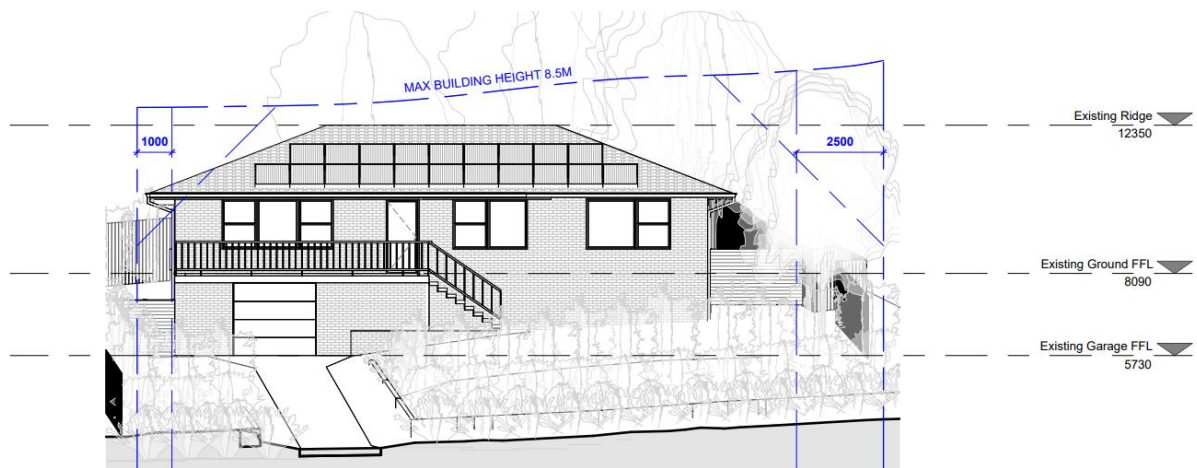 MAX BUILDING HEIGHT 8.5M
1000
2500
Existing Ridge
12350
Existing Ground FFL
8090
Existing Garage FFL
5730